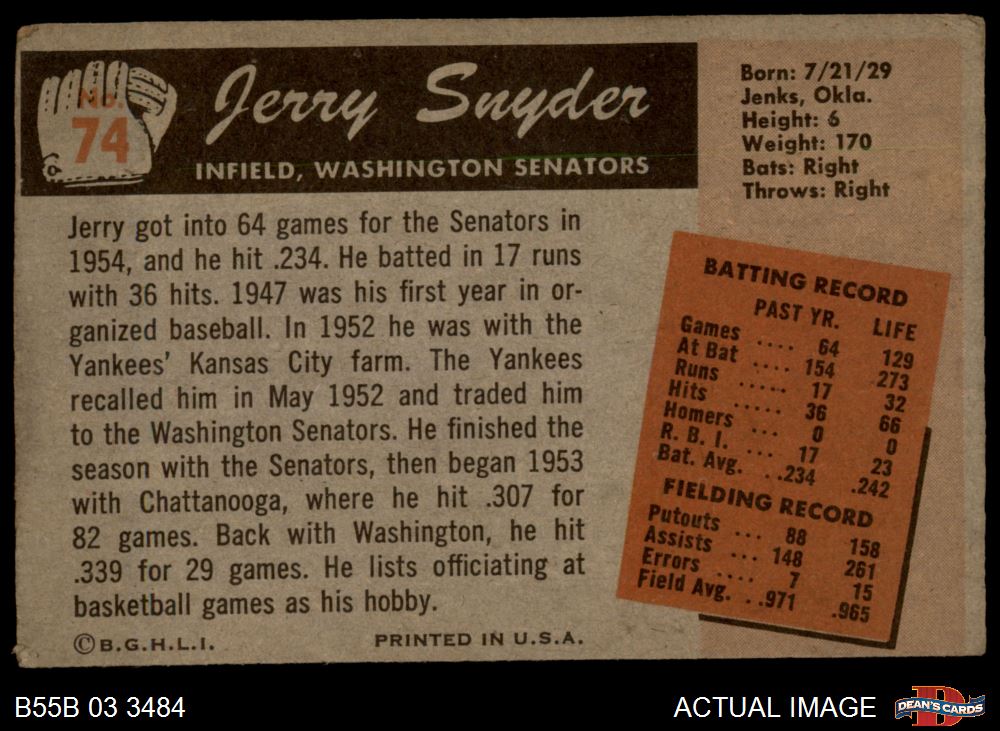 No.
74
Jerry Snyder
INFIELD, WASHINGTON SENATORS
Born: 7/21/29
Jenks, Okla.
Height: 6
Weight: 170
Bats: Right
Throws: Right
Jerry got into 64 games for the Senators in
1954, and he hit .234. He batted in 17 runs
with 36 hits. 1947 was his first year in or-
ganized baseball. In 1952 he was with the
Yankees' Kansas City farm. The Yankees
recalled him in May 1952 and traded him
to the Washington Senators. He finished the
season with the Senators, then began 1953
with Chattanooga, where he hit .307 for
82 games. Back with Washington, he hit
.339 for 29 games. He lists officiating at
basketball games as his hobby.
©B.G.H.L.I. PRINTED IN U.S.A.
BATTING RECORD
PAST YR. LIFE
Games .... 64 129
At Bat .... 154 273
Runs ..... 17 32
Hits ..... 36 66
Homers ... 0 0
R. B. I. ... 17 23
Bat. Avg. ..234 .242
FIELDING RECORD
Putouts ... 88 158
Assists ... 148 261
Errors .... 7 15
Field Avg. ..971 .965
B55B 03 3484
ACTUAL IMAGE
DEAN'S CARDS